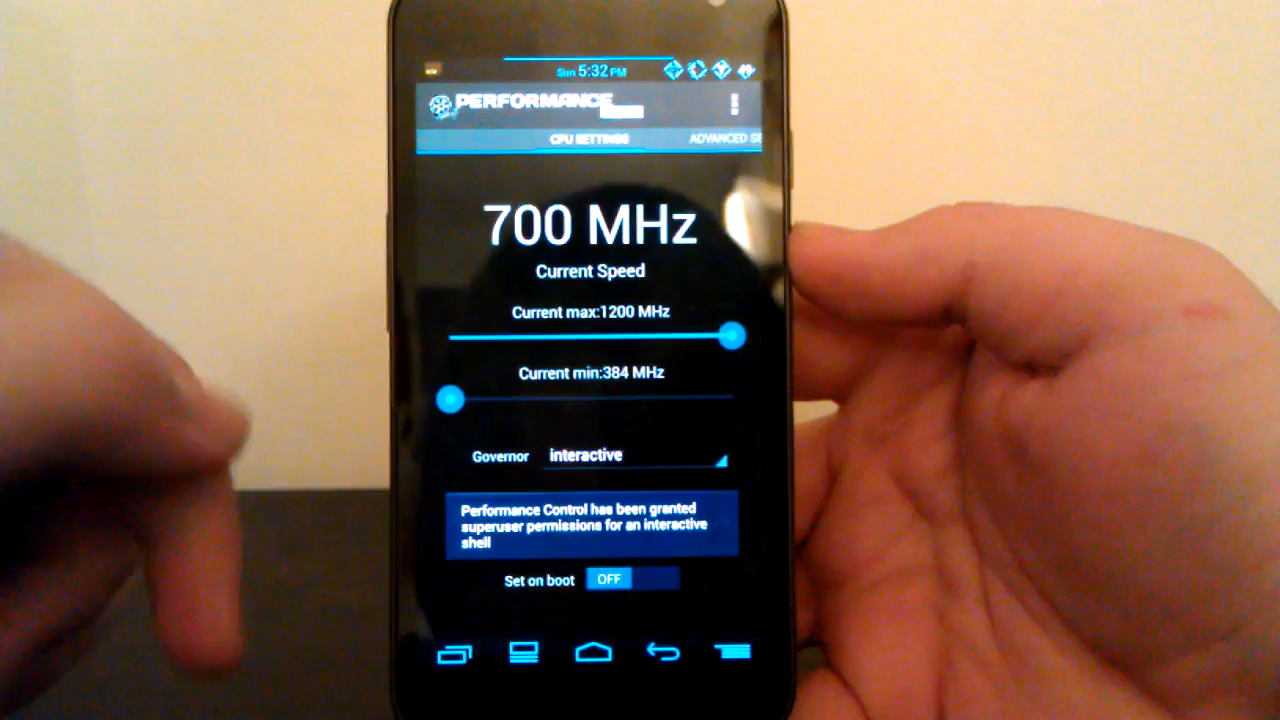 Sun 5:32 PM
PERFORMANCE
CPU SETTINGS
ADVANCED SE
700 MHz
Current Speed
Current max:1200 MHz
Current min:384 MHz
Governor interactive
Performance Control has been granted
superuser permissions for an interactive
shell
Set on boot OFF